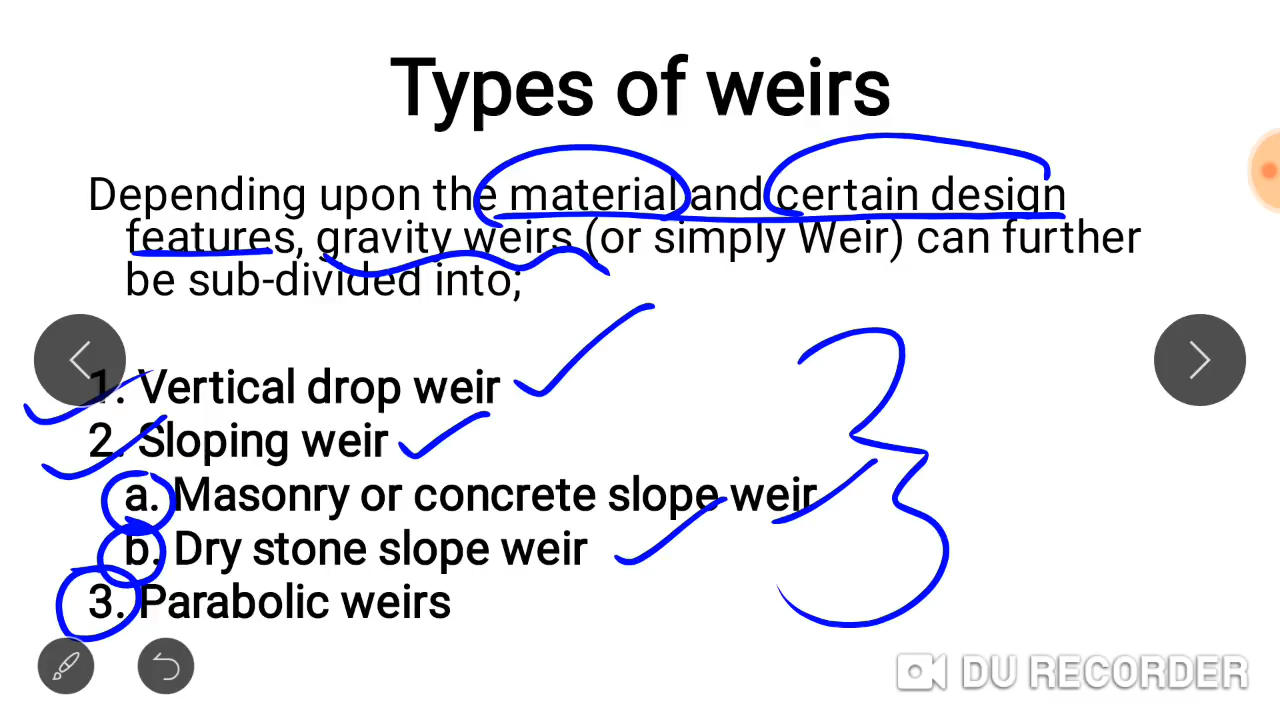 Types of weirs
Depending upon the material and certain design
features, gravity weirs (or simply Weir) can further
be sub-divided into;
1. Vertical drop weir
2. Sloping weir
a. Masonry or concrete slope weir
b. Dry stone slope weir
3. Parabolic weirs
3
DU RECORDER